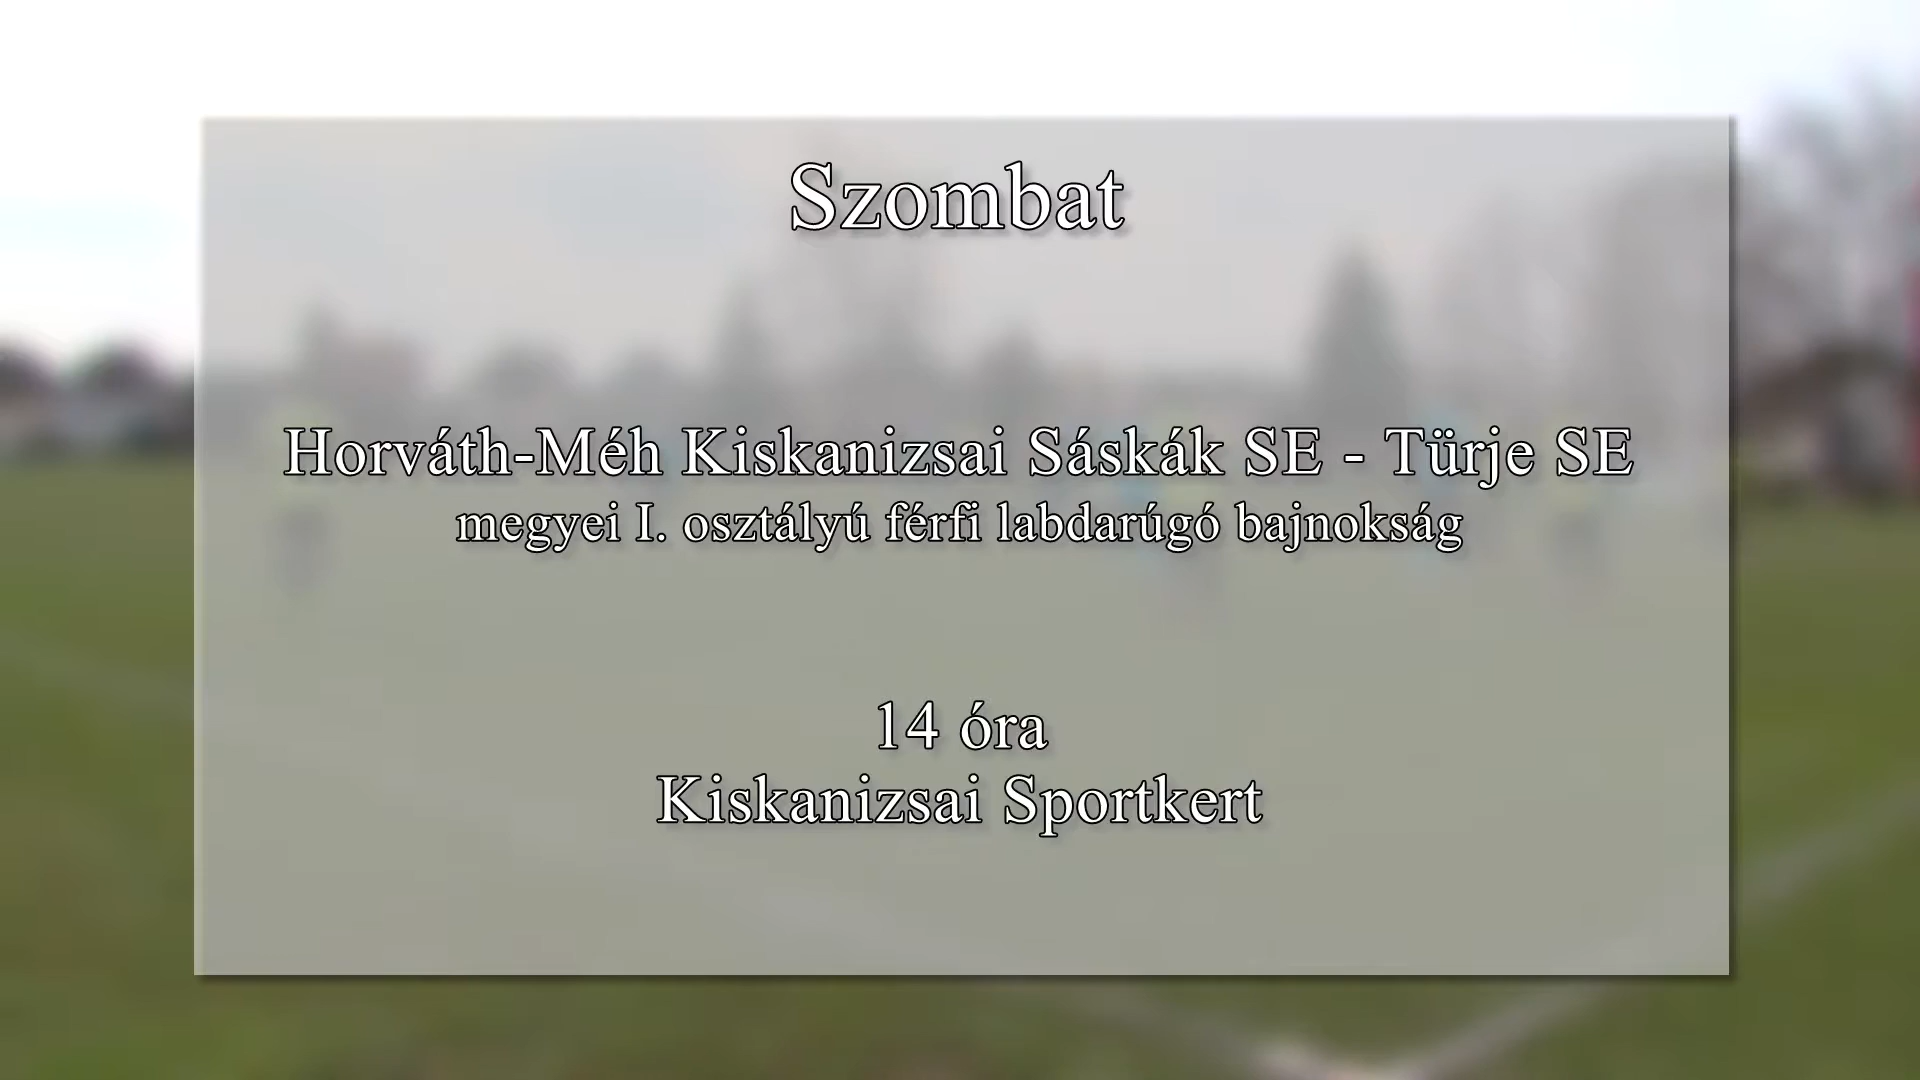 Szombat
Horváth-Méh Kiskanizsai Sáskák SE - Türje SE
megyei I. osztályú férfi labdarúgó bajnokság
14 óra
Kiskanizsai Sportkert